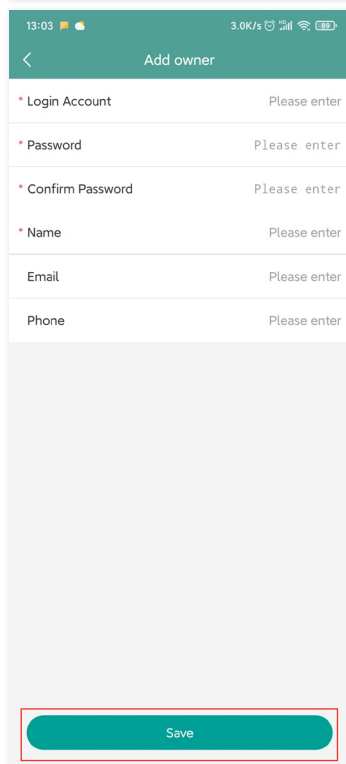 13:03 3.0K/s HD 89
Add owner
* Login Account Please enter
* Password Please enter
* Confirm Password Please enter
* Name Please enter
Email Please enter
Phone Please enter
Save